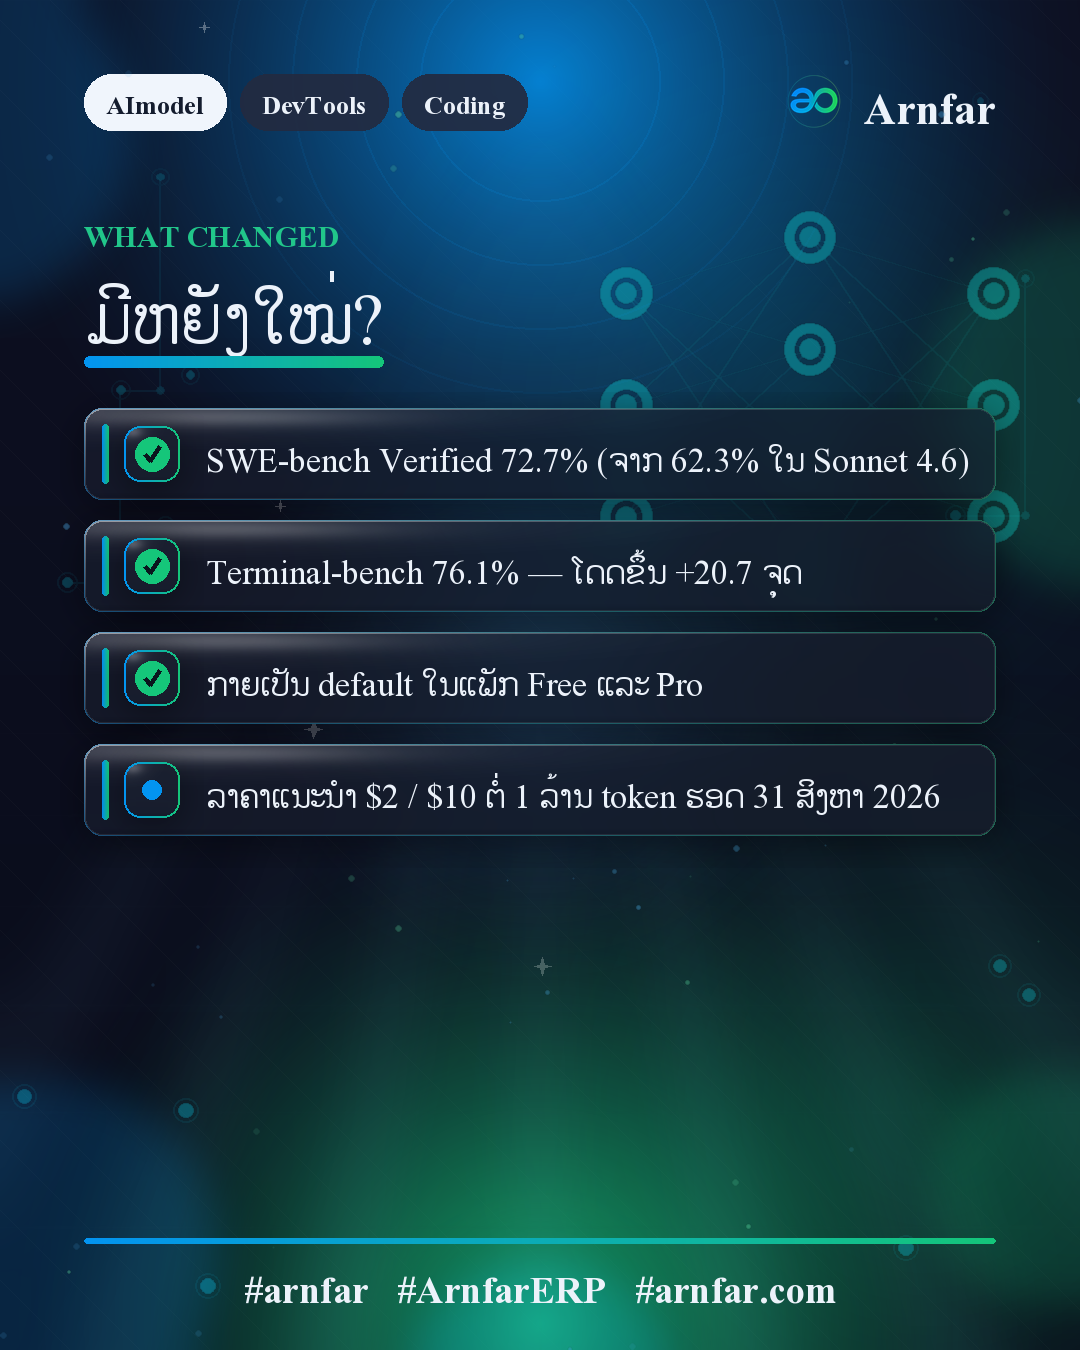 AImodel DevTools Coding
Arnfar
WHAT CHANGED
ມີຫຍັງໃໝ່?
SWE-bench Verified 72.7% (ຈາກ 62.3% ໃນ Sonnet 4.6)
Terminal-bench 76.1% — ໂດດຂຶ້ນ +20.7 ຈຸດ
ກາຍເປັນ default ໃນແພັກ Free ແລະ Pro
ລາຄາແນະນຳ $2 / $10 ຕໍ່ 1 ລ້ານ token ຮອດ 31 ສິງຫາ 2026
#arnfar #ArnfarERP #arnfar.com